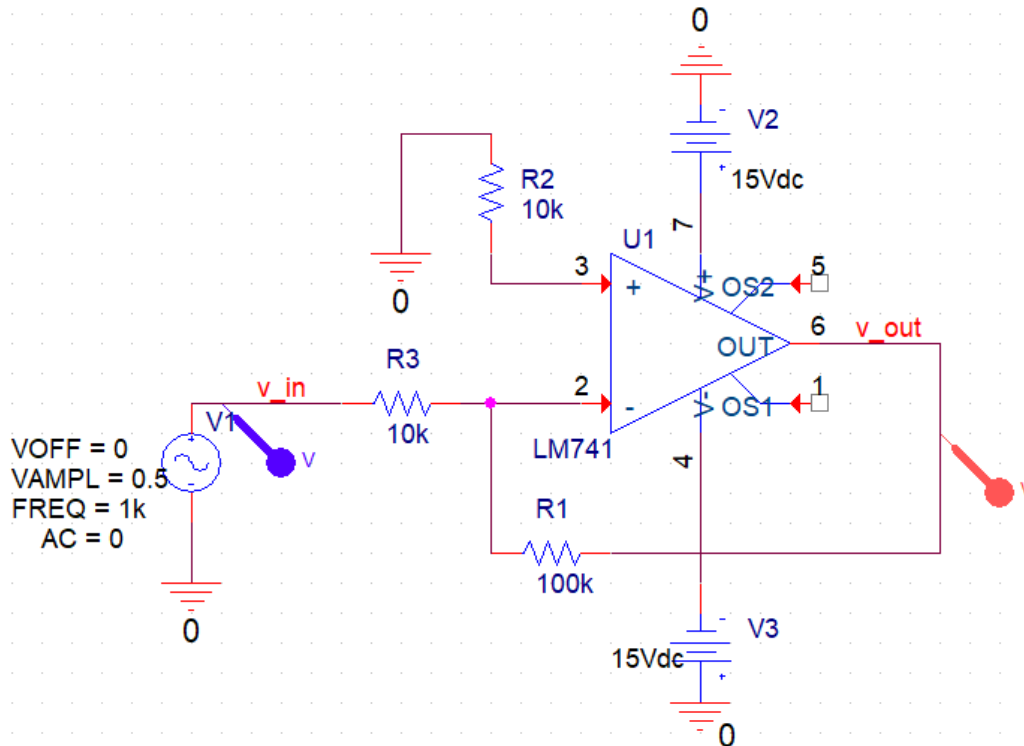 0
V2
15Vdc
-
+
R2
10k
0
U1
7
3
+
V+
OS2
5
6
v_out
OUT
R3
10k
v_in
V1
2
-
V-
OS1
1
LM741
4
VOFF = 0
VAMPL = 0.5
FREQ = 1k
AC = 0
+
-
V
V
R1
100k
0
V3
15Vdc
-
+
0